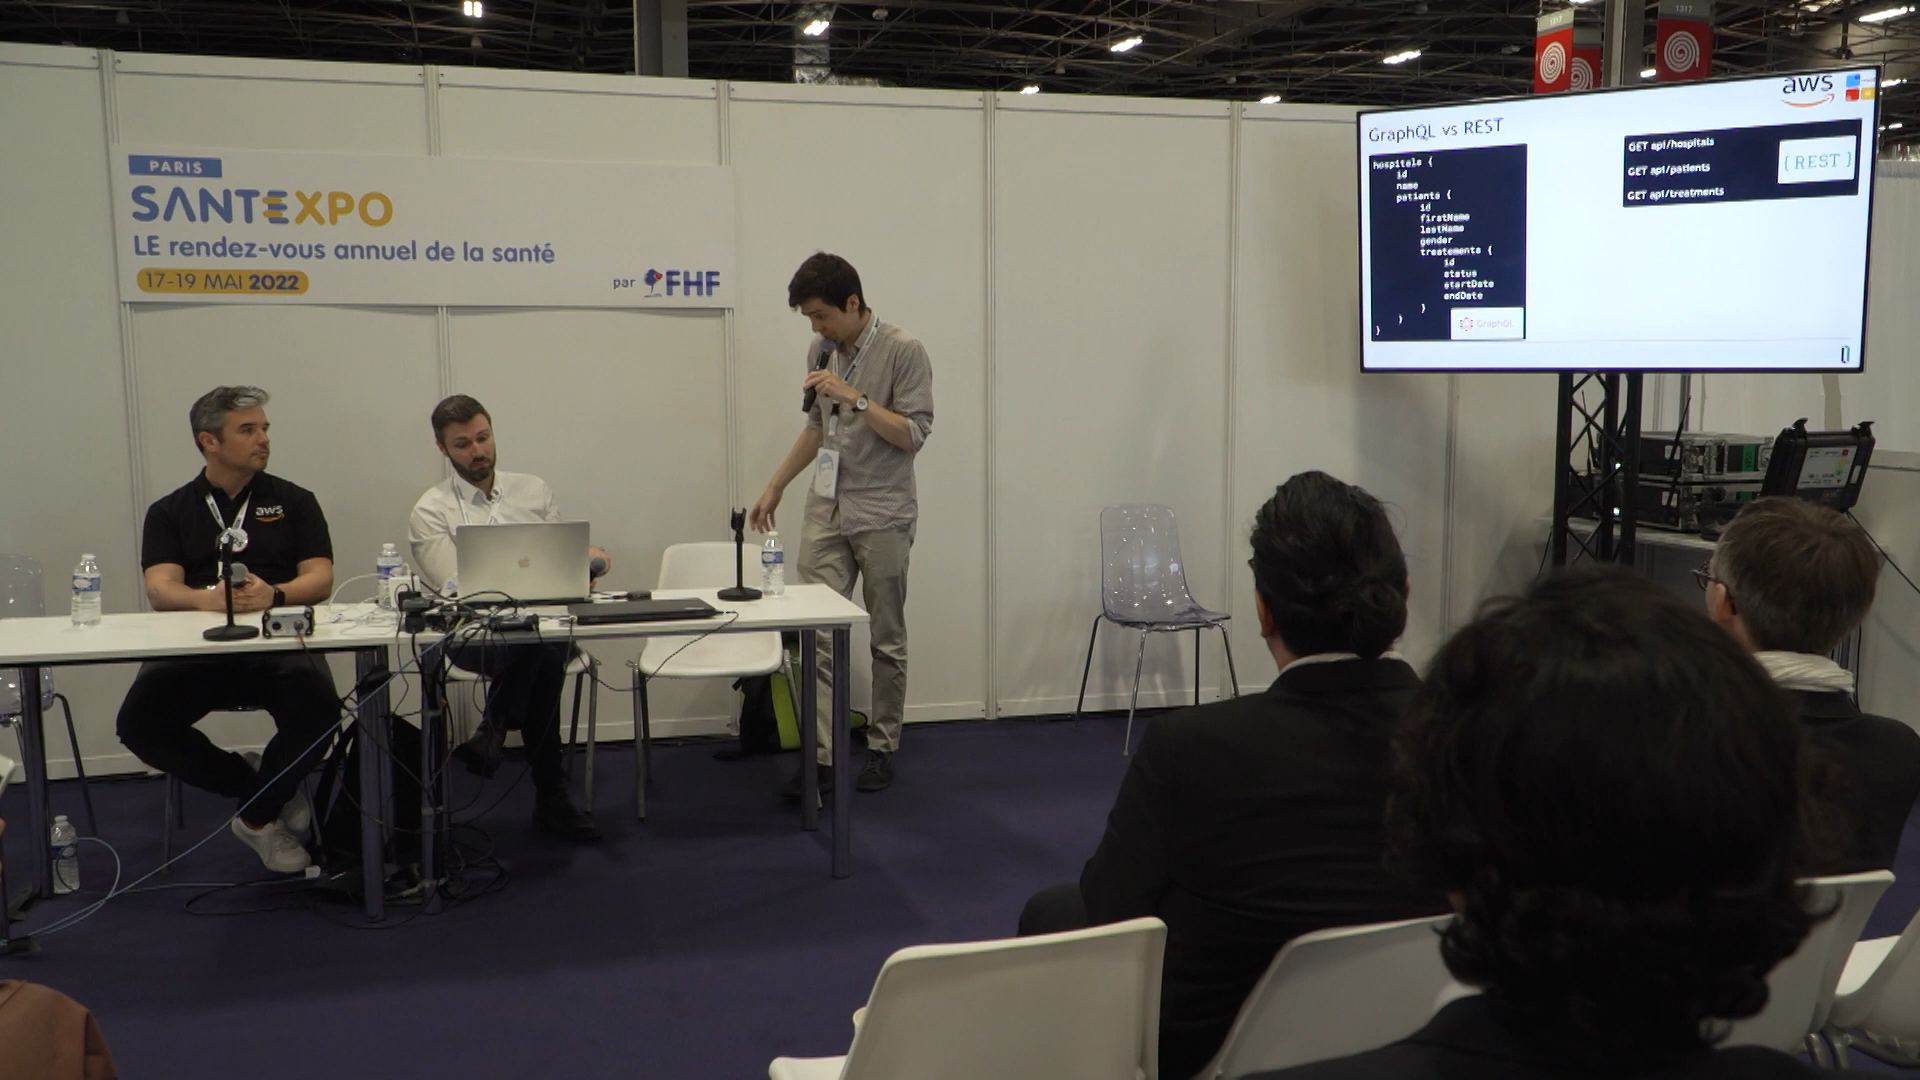 PARIS
SANTEXPO
LE rendez-vous annuel de la santé
17-19 MAI 2022
par FHF
aws
1317
1317
aws
GraphQL vs REST
hospitals {
id
name
patients {
id
firstName
lastName
gender
treatements {
id
status
startDate
endDate
}
}
}
GraphQL
GET api/hospitals
GET api/patients
GET api/treatments
{ REST }